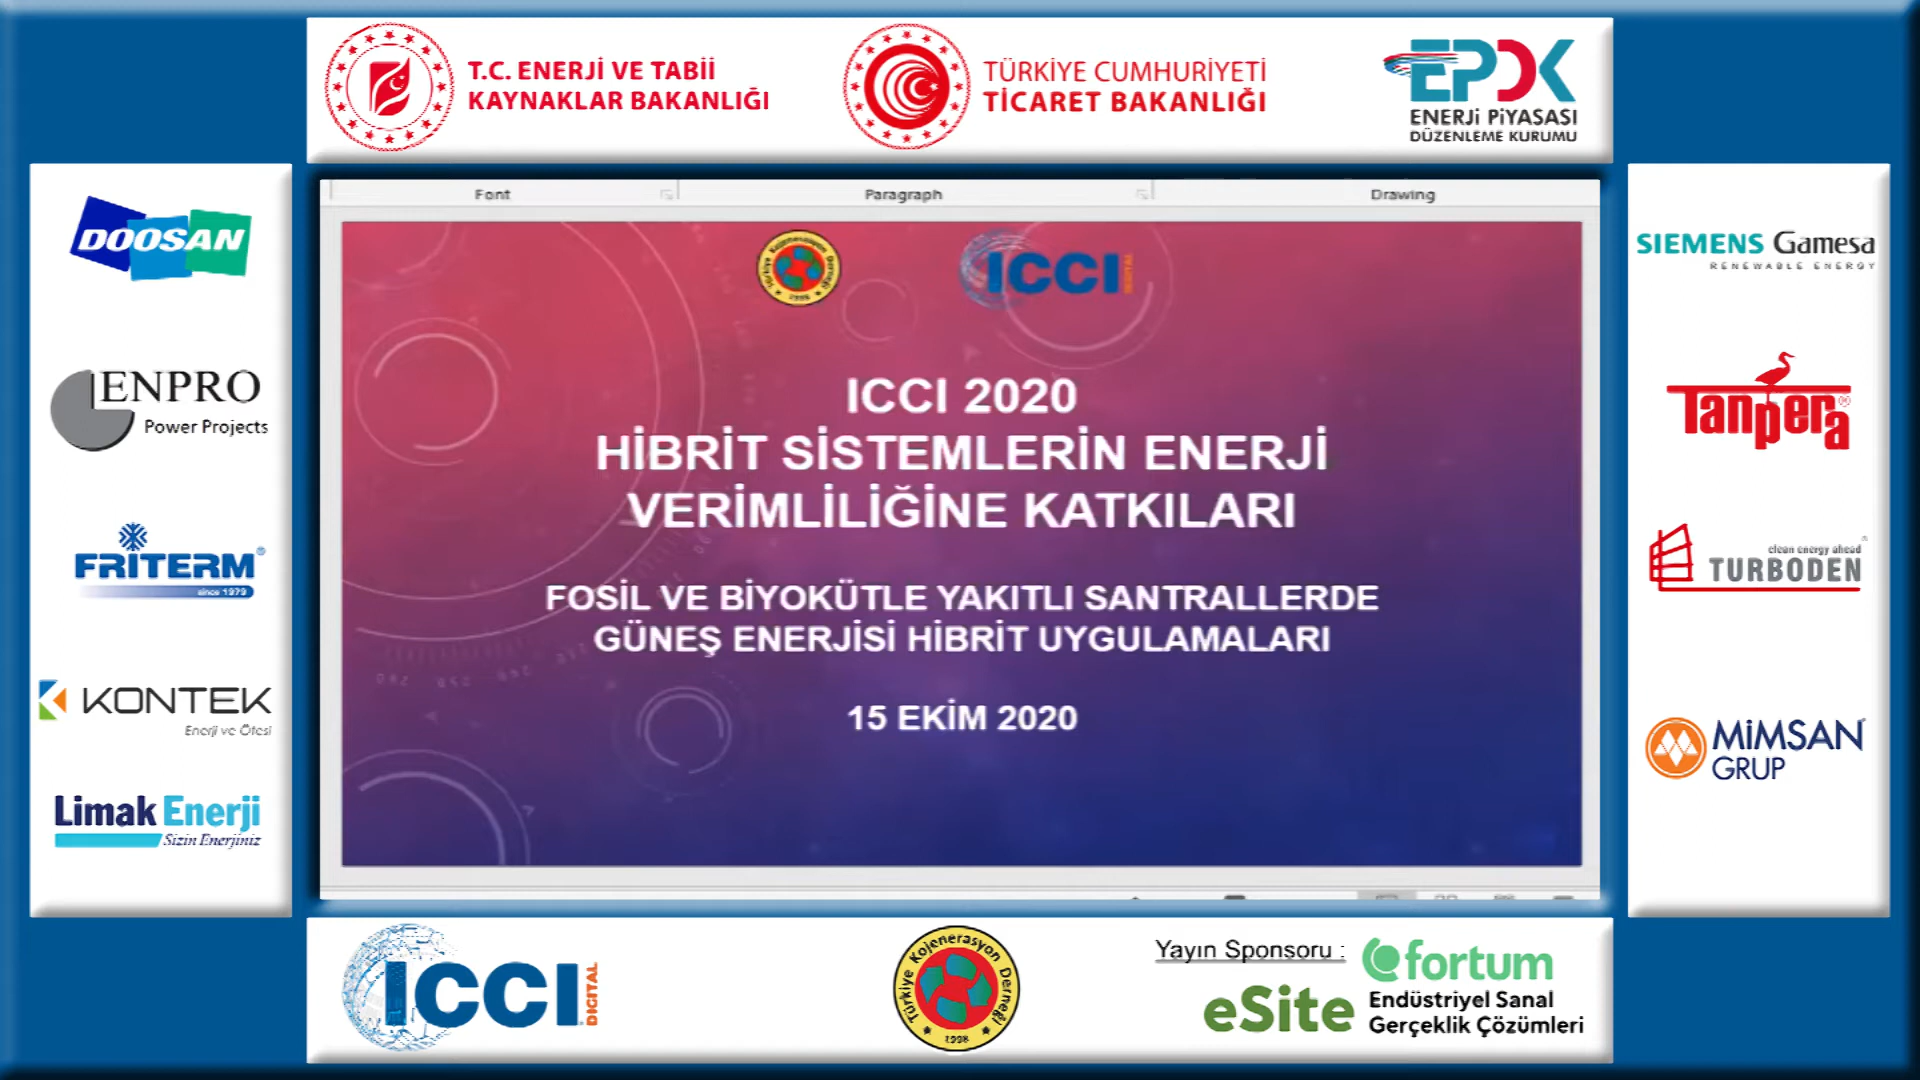 T.C. ENERJİ VE TABİİ
KAYNAKLAR BAKANLIĞI
TÜRKİYE CUMHURİYETİ
TİCARET BAKANLIĞI
EPDK
ENERJİ PİYASASI
DÜZENLEME KURUMU
DOOSAN
ENPRO
Power Projects
FRITERM®
since 1979
KONTEK
Enerji ve Ötesi
Limak Enerji
Sizin Enerjiniz
Font
Paragraph
Drawing
Kojenerasyon
1998
ICCI DIGITAL
ICCI 2020
HİBRİT SİSTEMLERİN ENERJİ
VERİMLİLİĞİNE KATKILARI
FOSİL VE BİYOKÜTLE YAKITLI SANTRALLERDE
GÜNEŞ ENERJİSİ HİBRİT UYGULAMALARI
15 EKİM 2020
SIEMENS Gamesa
RENEWABLE ENERGY
Tanpera®
clean energy ahead
TURBODEN
MİMSAN
GRUP
ICCI DIGITAL
Türkiye Kojenerasyon Derneği
1998
Yayın Sponsoru :
fortum
eSite
Endüstriyel Sanal
Gerçeklik Çözümleri